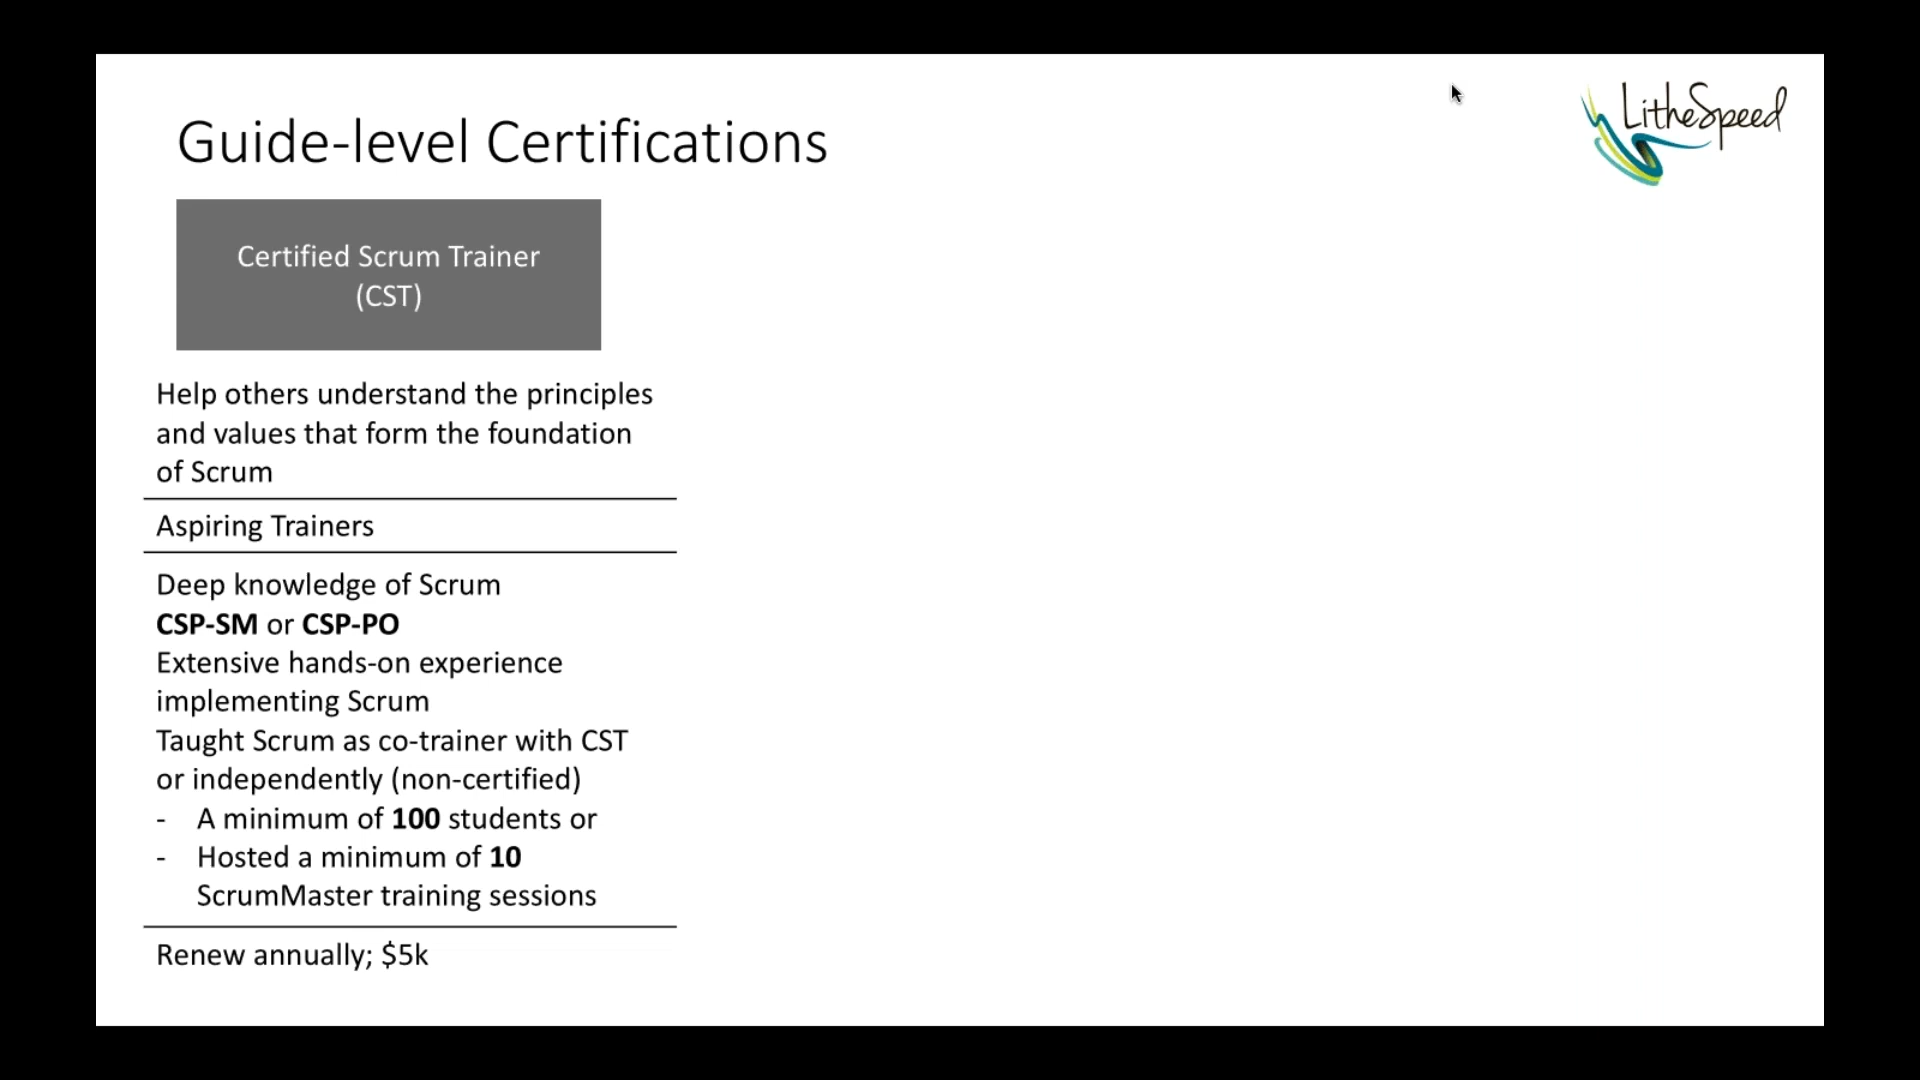 LitheSpeed
Guide-level Certifications
Certified Scrum Trainer
(CST)
Help others understand the principles
and values that form the foundation
of Scrum
Aspiring Trainers
Deep knowledge of Scrum
CSP-SM or CSP-PO
Extensive hands-on experience
implementing Scrum
Taught Scrum as co-trainer with CST
or independently (non-certified)
- A minimum of 100 students or
- Hosted a minimum of 10
ScrumMaster training sessions
Renew annually; $5k